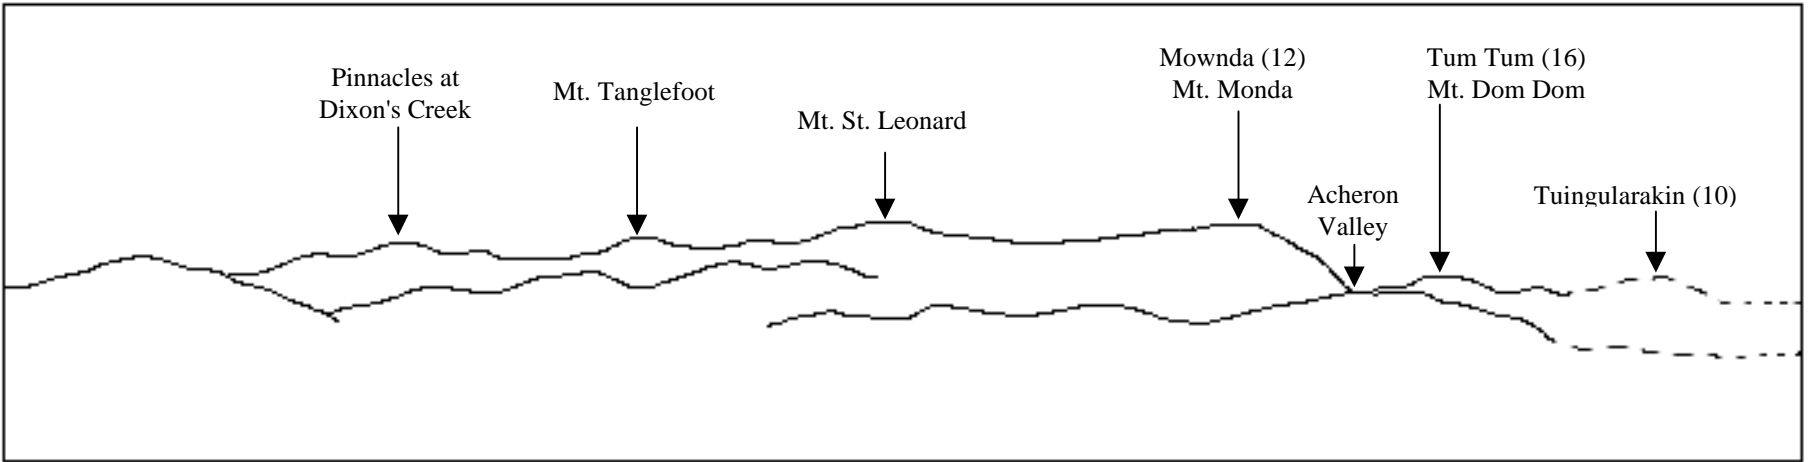 Pinnacles at
Dixon's Creek
Mt. Tanglefoot
Mt. St. Leonard
Mownda (12)
Mt. Monda
Acheron
Valley
Tum Tum (16)
Mt. Dom Dom
Tuingularakin (10)